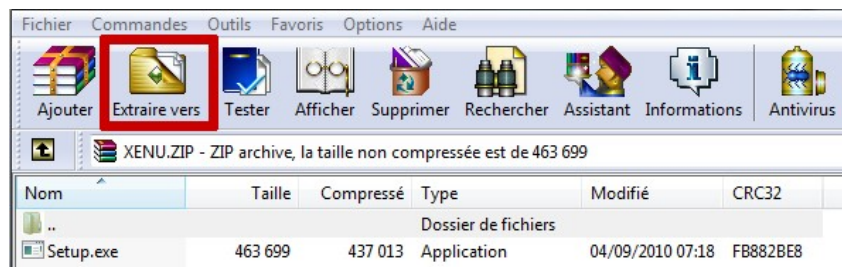 Fichier Commandes Outils Favoris Options Aide
Ajouter Extraire vers Tester Afficher Supprimer Rechercher Assistant Informations Antivirus
XENU.ZIP - ZIP archive, la taille non compressée est de 463 699
Nom Taille Compressé Type Modifié CRC32
.. Dossier de fichiers
Setup.exe 463 699 437 013 Application 04/09/2010 07:18 FB882BE8